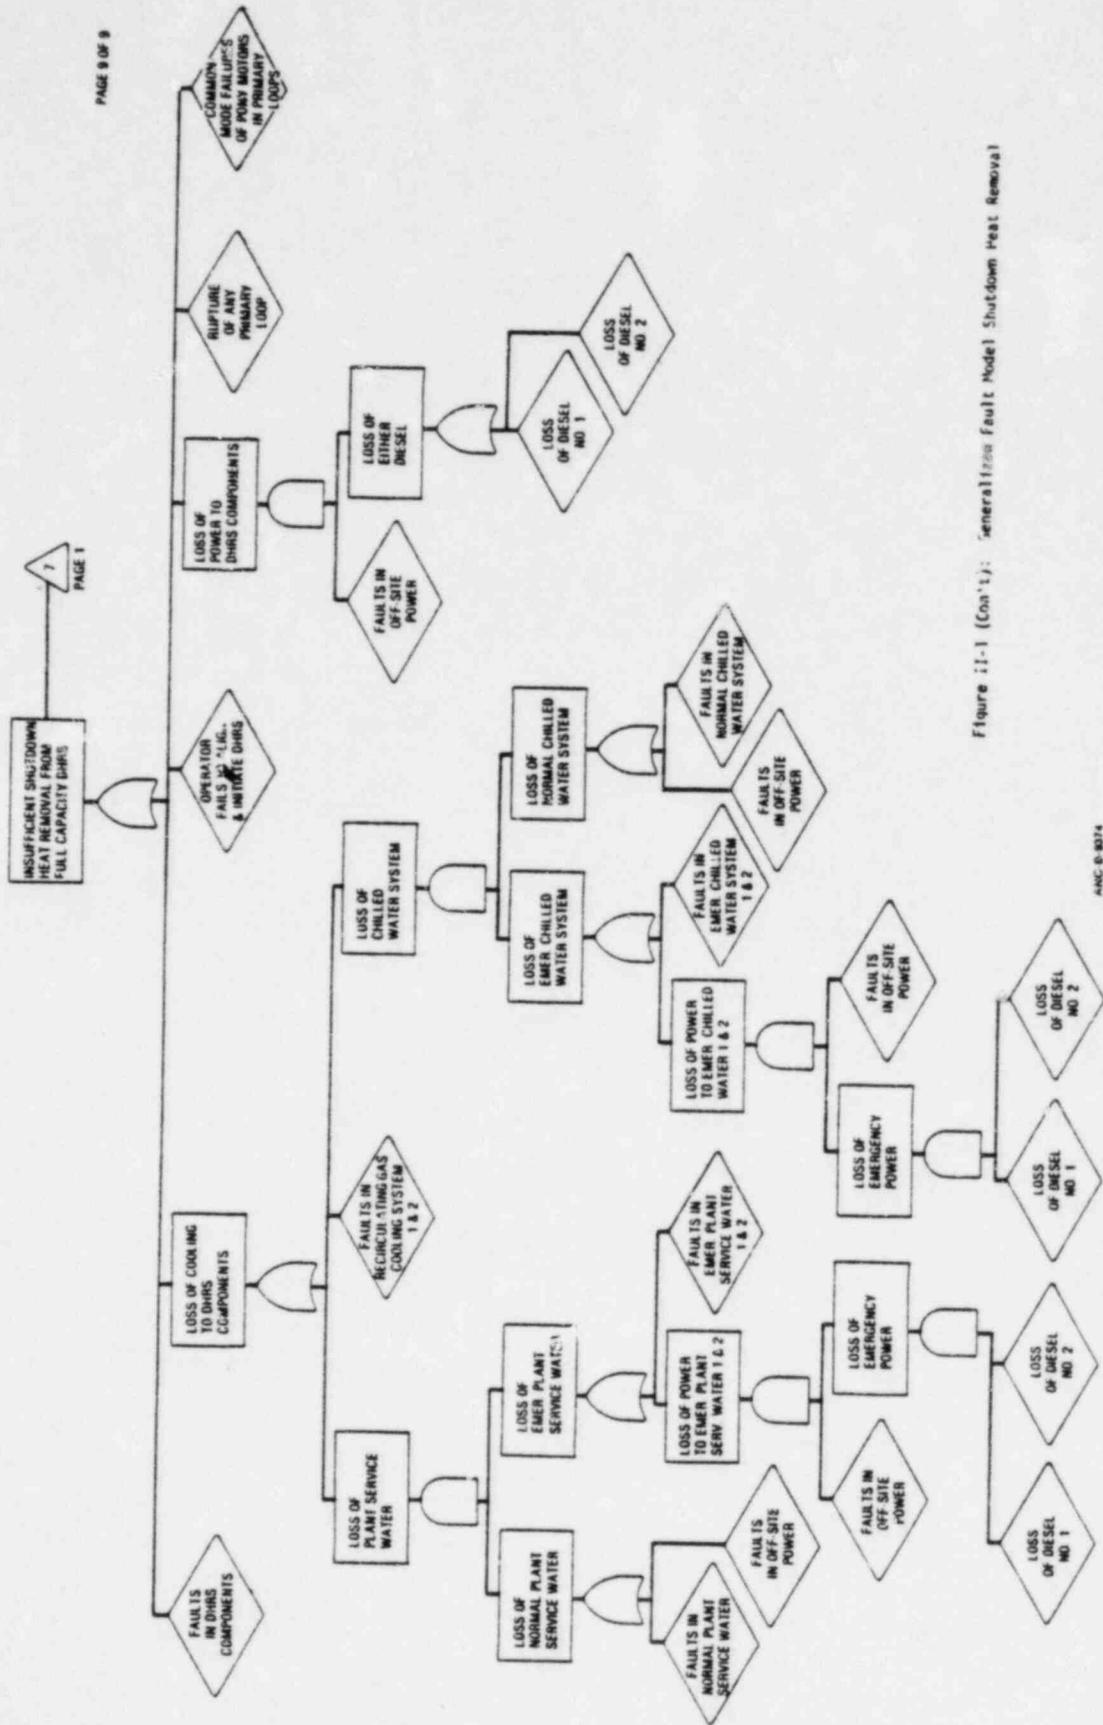 PAGE 9 OF 9
INSUFFICIENT SHUTDOWN
HEAT REMOVAL FROM
FULL CAPACITY DHRS
7
PAGE 1
FAULTS
IN DHRS
COMPONENTS
LOSS OF COOLING
TO DHRS
COMPONENTS
OPERATOR
FAILS
& INITIATE DHRS
LOSS OF
POWER TO
DHRS COMPONENTS
RUPTURE
OF ANY
PRIMARY
LOOP
COMMON
MODE FAILURES
OF PONY MOTORS
IN PRIMARY
LOOPS
LOSS OF
PLANT SERVICE
WATER
FAULTS IN
RECIRCULATING GAS
COOLING SYSTEM
1 & 2
LOSS OF
CHILLED
WATER SYSTEM
FAULTS IN
OFF-SITE
POWER
LOSS OF
EITHER
DIESEL
LOSS OF
NORMAL PLANT
SERVICE WATER
LOSS OF
EMER PLANT
SERVICE WATER
LOSS OF
EMER CHILLED
WATER SYSTEM
LOSS OF
NORMAL CHILLED
WATER SYSTEM
LOSS
OF DIESEL
NO 1
LOSS
OF DIESEL
NO 2
FAULTS IN
NORMAL PLANT
SERVICE WATER
FAULTS
IN OFF-SITE
POWER
LOSS OF POWER
TO EMER PLANT
SERV WATER 1 & 2
FAULTS IN
EMER PLANT
SERVICE WATER
1 & 2
LOSS OF POWER
TO EMER CHILLED
WATER 1 & 2
FAULTS IN
EMER CHILLED
WATER SYSTEM
1 & 2
FAULTS
IN OFF-SITE
POWER
FAULTS IN
NORMAL CHILLED
WATER SYSTEM
FAULTS IN
OFF-SITE
POWER
LOSS OF
EMERGENCY
POWER
LOSS OF
EMERGENCY
POWER
FAULTS
IN OFF-SITE
POWER
LOSS
OF DIESEL
NO 1
LOSS
OF DIESEL
NO 2
LOSS
OF DIESEL
NO 1
LOSS
OF DIESEL
NO 2
ANC-D-8374
Figure II-1 (Con't): Generalized Fault Model Shutdown Heat Removal